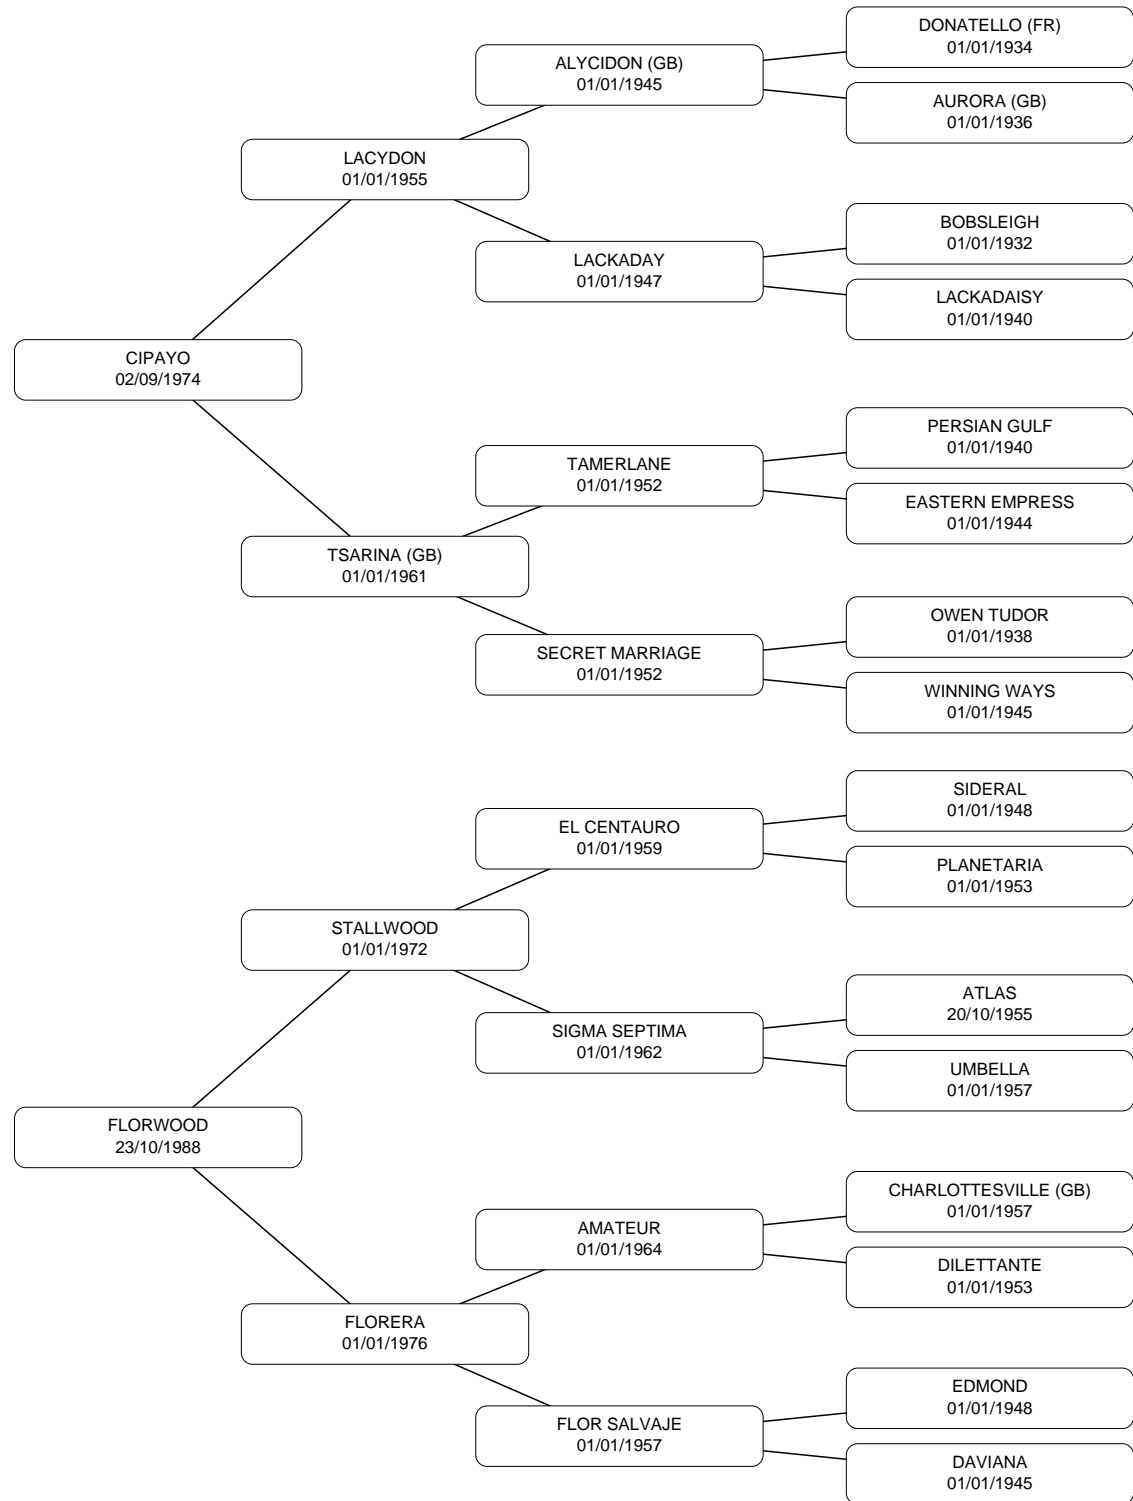 DONATELLO (FR)
01/01/1934
ALYCIDON (GB)
01/01/1945
AURORA (GB)
01/01/1936
LACYDON
01/01/1955
BOBSLEIGH
01/01/1932
LACKADAY
01/01/1947
LACKADAISY
01/01/1940
CIPAYO
02/09/1974
PERSIAN GULF
01/01/1940
TAMERLANE
01/01/1952
EASTERN EMPRESS
01/01/1944
TSARINA (GB)
01/01/1961
OWEN TUDOR
01/01/1938
SECRET MARRIAGE
01/01/1952
WINNING WAYS
01/01/1945
SIDERAL
01/01/1948
EL CENTAURO
01/01/1959
PLANETARIA
01/01/1953
STALLWOOD
01/01/1972
ATLAS
20/10/1955
SIGMA SEPTIMA
01/01/1962
UMBELLA
01/01/1957
FLORWOOD
23/10/1988
CHARLOTTESVILLE (GB)
01/01/1957
AMATEUR
01/01/1964
DILETTANTE
01/01/1953
FLORERA
01/01/1976
EDMOND
01/01/1948
FLOR SALVAJE
01/01/1957
DAVIANA
01/01/1945